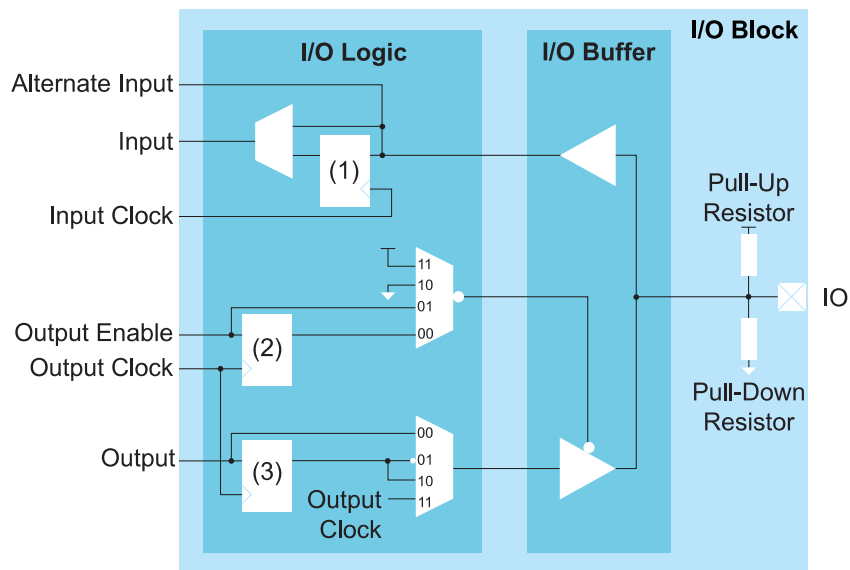 I/O Block
I/O Logic
I/O Buffer
Alternate Input
Input
(1)
Input Clock
Pull-Up
Resistor
11
10
01
00
Output Enable
(2)
Output Clock
IO
Pull-Down
Resistor
Output
(3)
00
01
10
11
Output
Clock